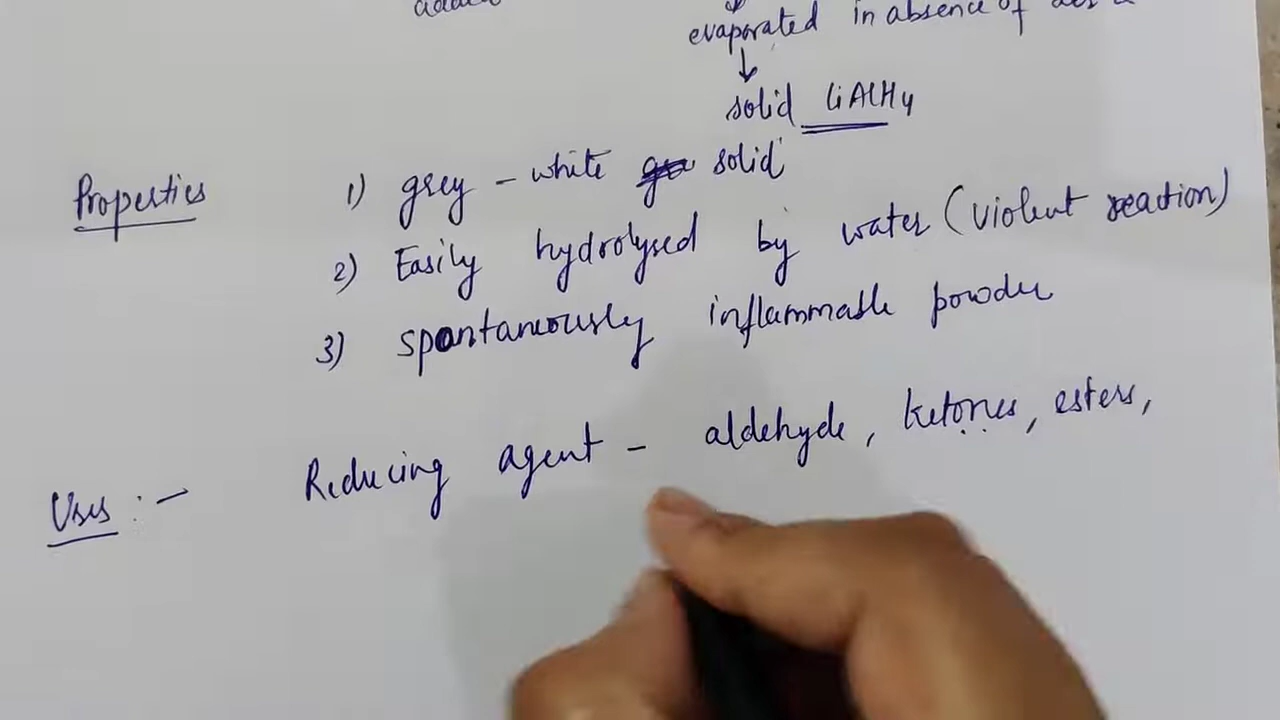 evaporated in absence of
solid LiAlH4
Properties 1) grey - white solid
2) Easily hydrolysed by water (violent reaction)
3) spontaneously inflammable powder
Uses :- Reducing agent - aldehyde, ketones, esters,